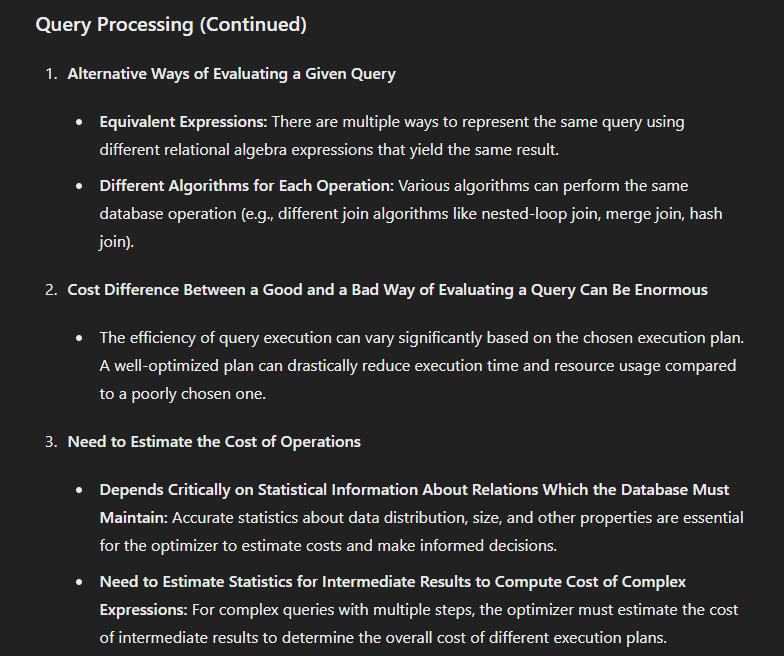 Query Processing (Continued)
1. Alternative Ways of Evaluating a Given Query
• Equivalent Expressions: There are multiple ways to represent the same query using
different relational algebra expressions that yield the same result.
• Different Algorithms for Each Operation: Various algorithms can perform the same
database operation (e.g., different join algorithms like nested-loop join, merge join, hash
join).
2. Cost Difference Between a Good and a Bad Way of Evaluating a Query Can Be Enormous
• The efficiency of query execution can vary significantly based on the chosen execution plan.
A well-optimized plan can drastically reduce execution time and resource usage compared
to a poorly chosen one.
3. Need to Estimate the Cost of Operations
• Depends Critically on Statistical Information About Relations Which the Database Must
Maintain: Accurate statistics about data distribution, size, and other properties are essential
for the optimizer to estimate costs and make informed decisions.
• Need to Estimate Statistics for Intermediate Results to Compute Cost of Complex
Expressions: For complex queries with multiple steps, the optimizer must estimate the cost
of intermediate results to determine the overall cost of different execution plans.